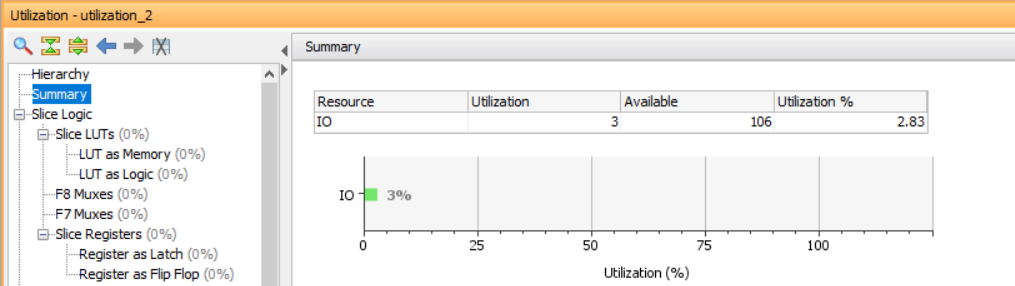 Utilization - utilization_2
Hierarchy
Summary
Slice Logic
Slice LUTs (0%)
LUT as Memory (0%)
LUT as Logic (0%)
F8 Muxes (0%)
F7 Muxes (0%)
Slice Registers (0%)
Register as Latch (0%)
Register as Flip Flop (0%)
Summary
Resource Utilization Available Utilization %
IO 3 106 2.83
IO 3%
0 25 50 75 100
Utilization (%)